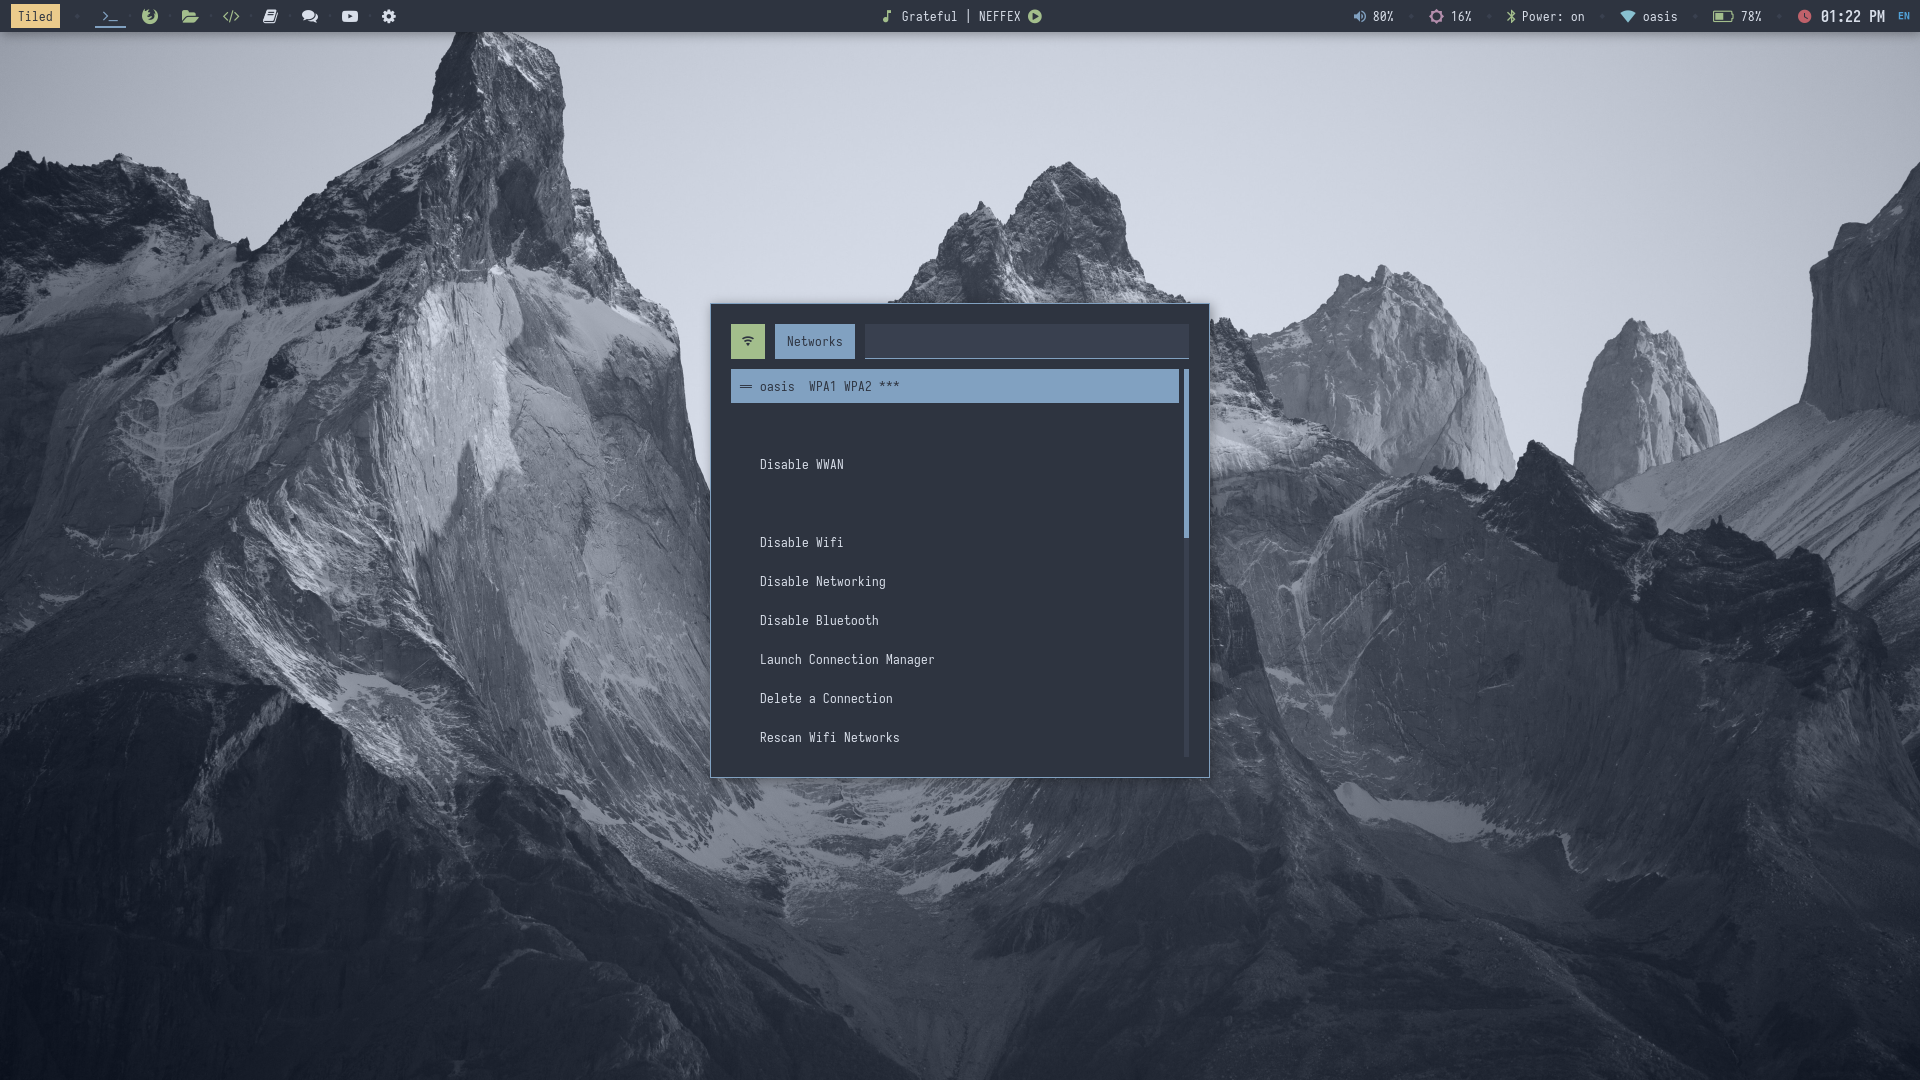 Tiled
Grateful | NEFFEX
80%
16%
Power: on
oasis
78%
01:22 PM
EN
Networks
oasis WPA1 WPA2 ***
Disable WWAN
Disable Wifi
Disable Networking
Disable Bluetooth
Launch Connection Manager
Delete a Connection
Rescan Wifi Networks